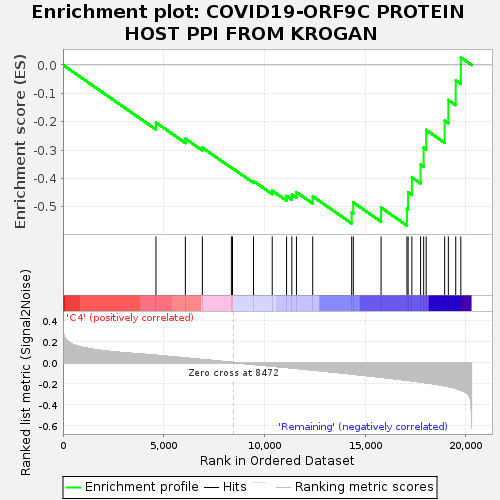 Enrichment plot: COVID19-ORF9C PROTEIN
HOST PPI FROM KROGAN
Enrichment score (ES)
0.0
-0.1
-0.2
-0.3
-0.4
-0.5
'C4' (positively correlated)
Ranked list metric (Signal2Noise)
0.4
0.2
0.0
-0.2
-0.4
-0.6
Zero cross at 8472
'Remaining' (negatively correlated)
0
5,000
10,000
15,000
20,000
Rank in Ordered Dataset
Enrichment profile
Hits
Ranking metric scores